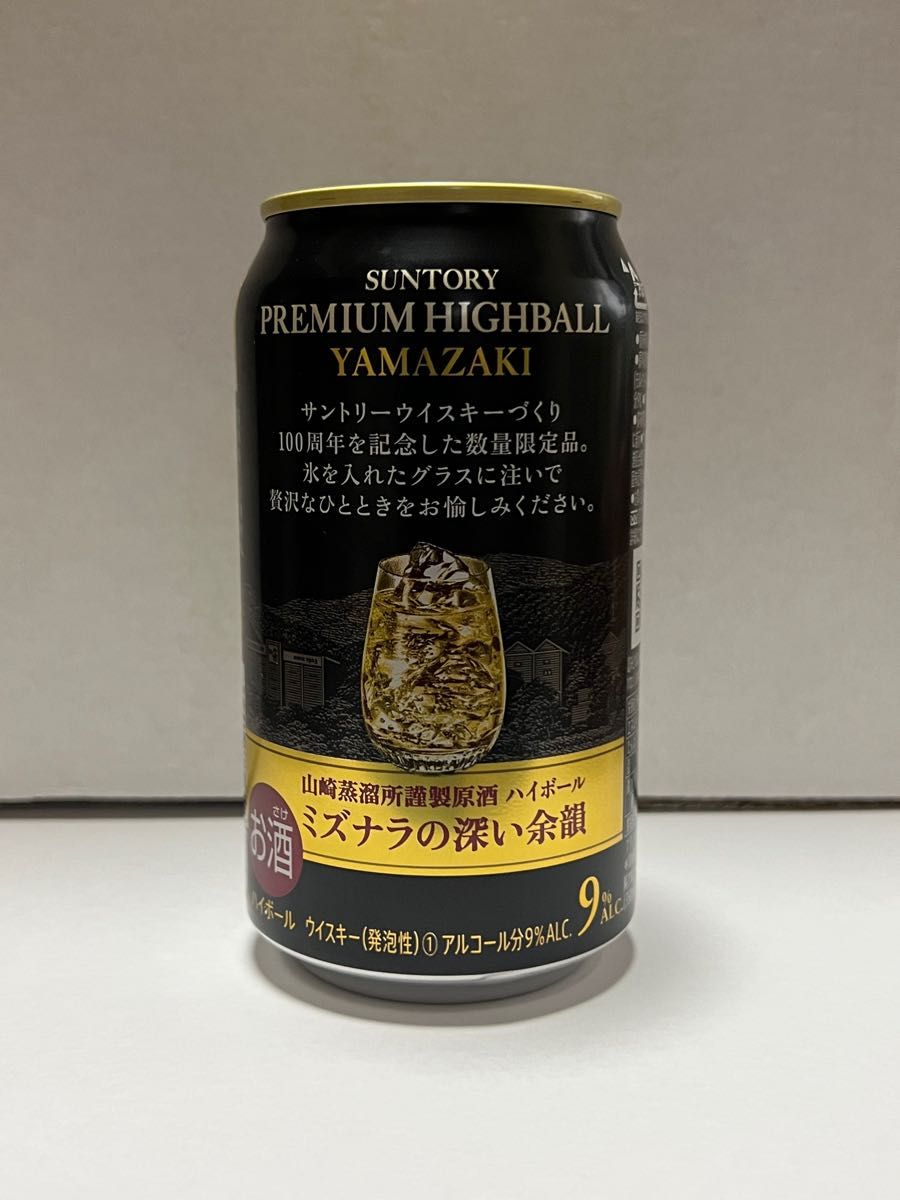 SUNTORY
PREMIUM HIGHBALL
YAMAZAKI
サントリーウイスキーづくり
100周年を記念した数量限定品。
氷を入れたグラスに注いで
贅沢なひとときをお愉しみください。
山崎蒸溜所謹製原酒 ハイボール
ミズナラの深い余韻
さけ
お酒
ハイボール ウイスキー(発泡性)① アルコール分9%ALC.
9%
ALC.